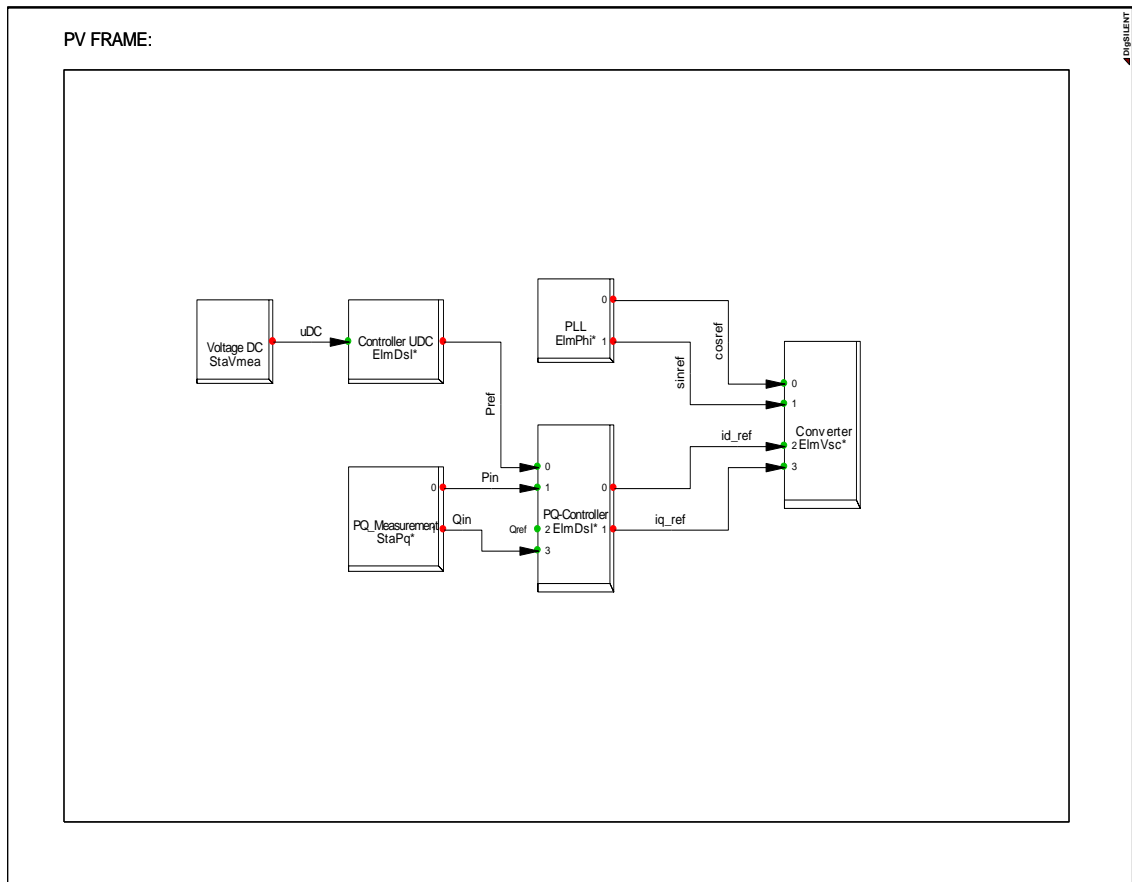 PV FRAME:
DIgSILENT
uDC
Voltage DC
StaVmea
Controller UDC
ElmDsl*
Pref
0
PLL
ElmPhi*
1
cosref
sinref
0
1
Converter
2
ElmVsc*
3
id_ref
iq_ref
0
PQ_Measurement
1
StaPq*
Pin
Qin
0
1
0
PQ-Controller
Qref
2
ElmDsl*
1
3